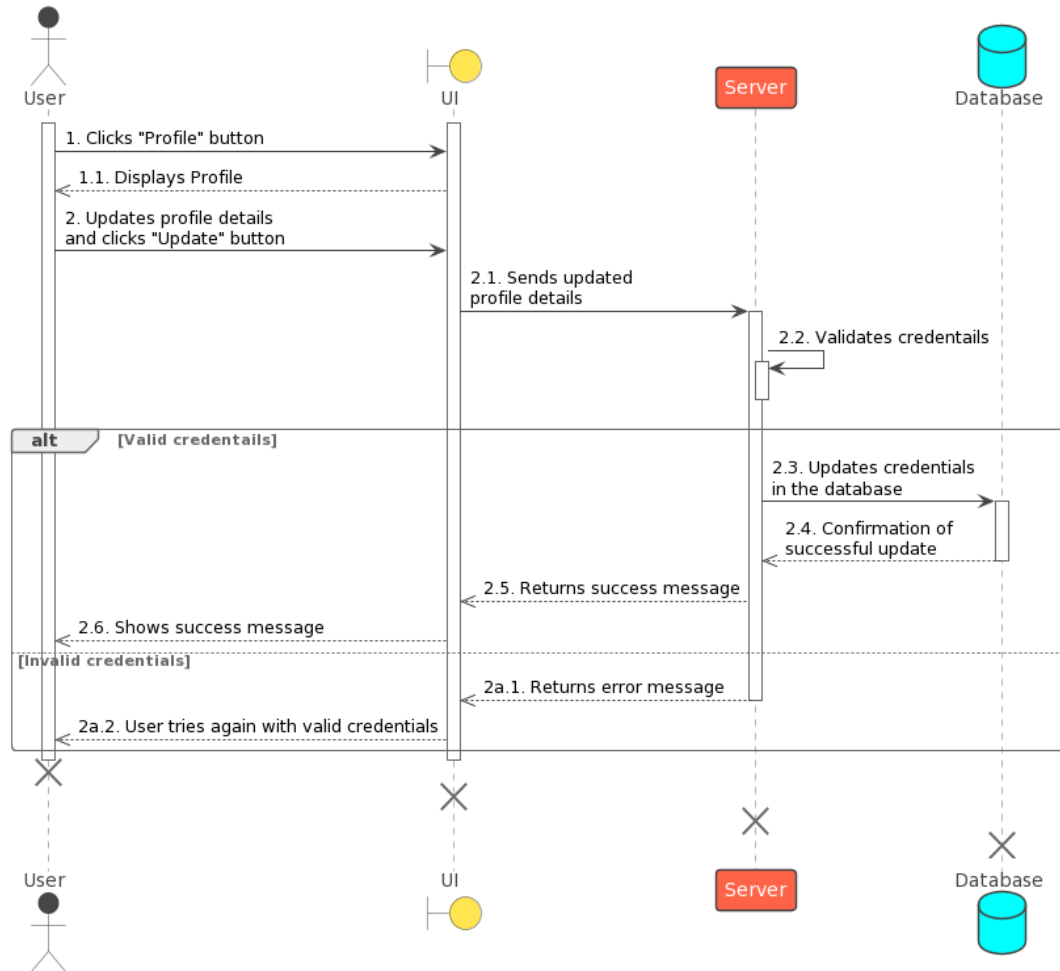 User
UI
Server
Database
1. Clicks "Profile" button
1.1. Displays Profile
2. Updates profile details
and clicks "Update" button
2.1. Sends updated
profile details
2.2. Validates credentails
alt
[Valid credentails]
2.3. Updates credentials
in the database
2.4. Confirmation of
successful update
2.5. Returns success message
2.6. Shows success message
[Invalid credentials]
2a.1. Returns error message
2a.2. User tries again with valid credentials
User
UI
Server
Database